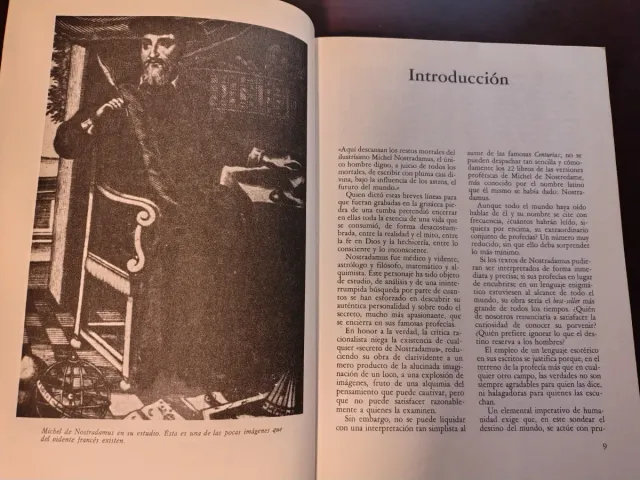 Michel de Nostradamus en su estudio. Esta es una de las pocas imágenes que
del vidente francés existen.
Introducción
«Aquí descansan los restos mortales del
ilustrísimo Michel Nostradamus, el úni-
co hombre digno, a juicio de todos los
mortales, de escribir con pluma casi di-
vina, bajo la influencia de los astros, el
futuro del mundo.»
Quien dictó estas breves líneas para
que fueran grabadas en la grisácea pie-
dra de una tumba pretendió encerrar
en ellas toda la esencia de una vida que
se consumió, de forma desacostum-
brada, entre la realidad y el mito, entre
la fe en Dios y la hechicería, entre lo
consciente y lo inconsciente.
Nostradamus fue médico y vidente,
astrólogo y filósofo, matemático y al-
quimista. Este personaje ha sido objeto
de estudio, de análisis y de una ininte-
rrumpida búsqueda por parte de cuan-
tos se han esforzado en descubrir su
auténtica personalidad y sobre todo el
secreto, mucho más apasionante, que
se encierra en sus famosas profecías.
En honor a la verdad, la crítica ra-
cionalista niega la existencia de cual-
quier «secreto de Nostradamus», redu-
ciendo su obra de clarividente a un
mero producto de la alucinada imagi-
nación de un loco, a una explosión de
imágenes, fruto de una alquimia del
pensamiento que puede cautivar, pero
que no puede satisfacer razonable-
mente a quienes la examinen.
Sin embargo, no se puede liquidar
con una interpretación tan simplista al
autor de las famosas Centurias; no se
pueden despachar tan sencilla y cómo-
damente los 22 libros de las versiones
proféticas de Michel de Nostredame,
más conocido por el nombre latino
que él mismo se había dado: Nostra-
damus.
Aunque todo el mundo haya oído
hablar de él y su nombre se cite con
frecuencia, ¿cuántos habrán leído, si-
quiera por encima, su extraordinario
conjunto de profecías? Un número muy
reducido, sin que ello deba sorprender
lo más mínimo.
Si los textos de Nostradamus pudie-
ran ser interpretados de forma inme-
diata y precisa; si sus profecías en lugar
de encubrirse en un lenguaje enigmá-
tico estuviesen al alcance de todo el
mundo, su obra sería el best-seller más
grande de todos los tiempos. ¿Quién
de nosotros renunciaría a satisfacer la
curiosidad de conocer su porvenir?
¿Quién prefiere ignorar lo que el des-
tino reserva a los hombres?
El empleo de un lenguaje esotérico
en sus escritos se justifica porque, en el
terreno de la profecía más que en cual-
quier otro campo, las verdades no son
siempre agradables para quien las dice,
ni halagadoras para quienes las escu-
chan.
Un elemental imperativo de huma-
nidad exige que, en este sondear el
destino del mundo, se actúe con pru-
9